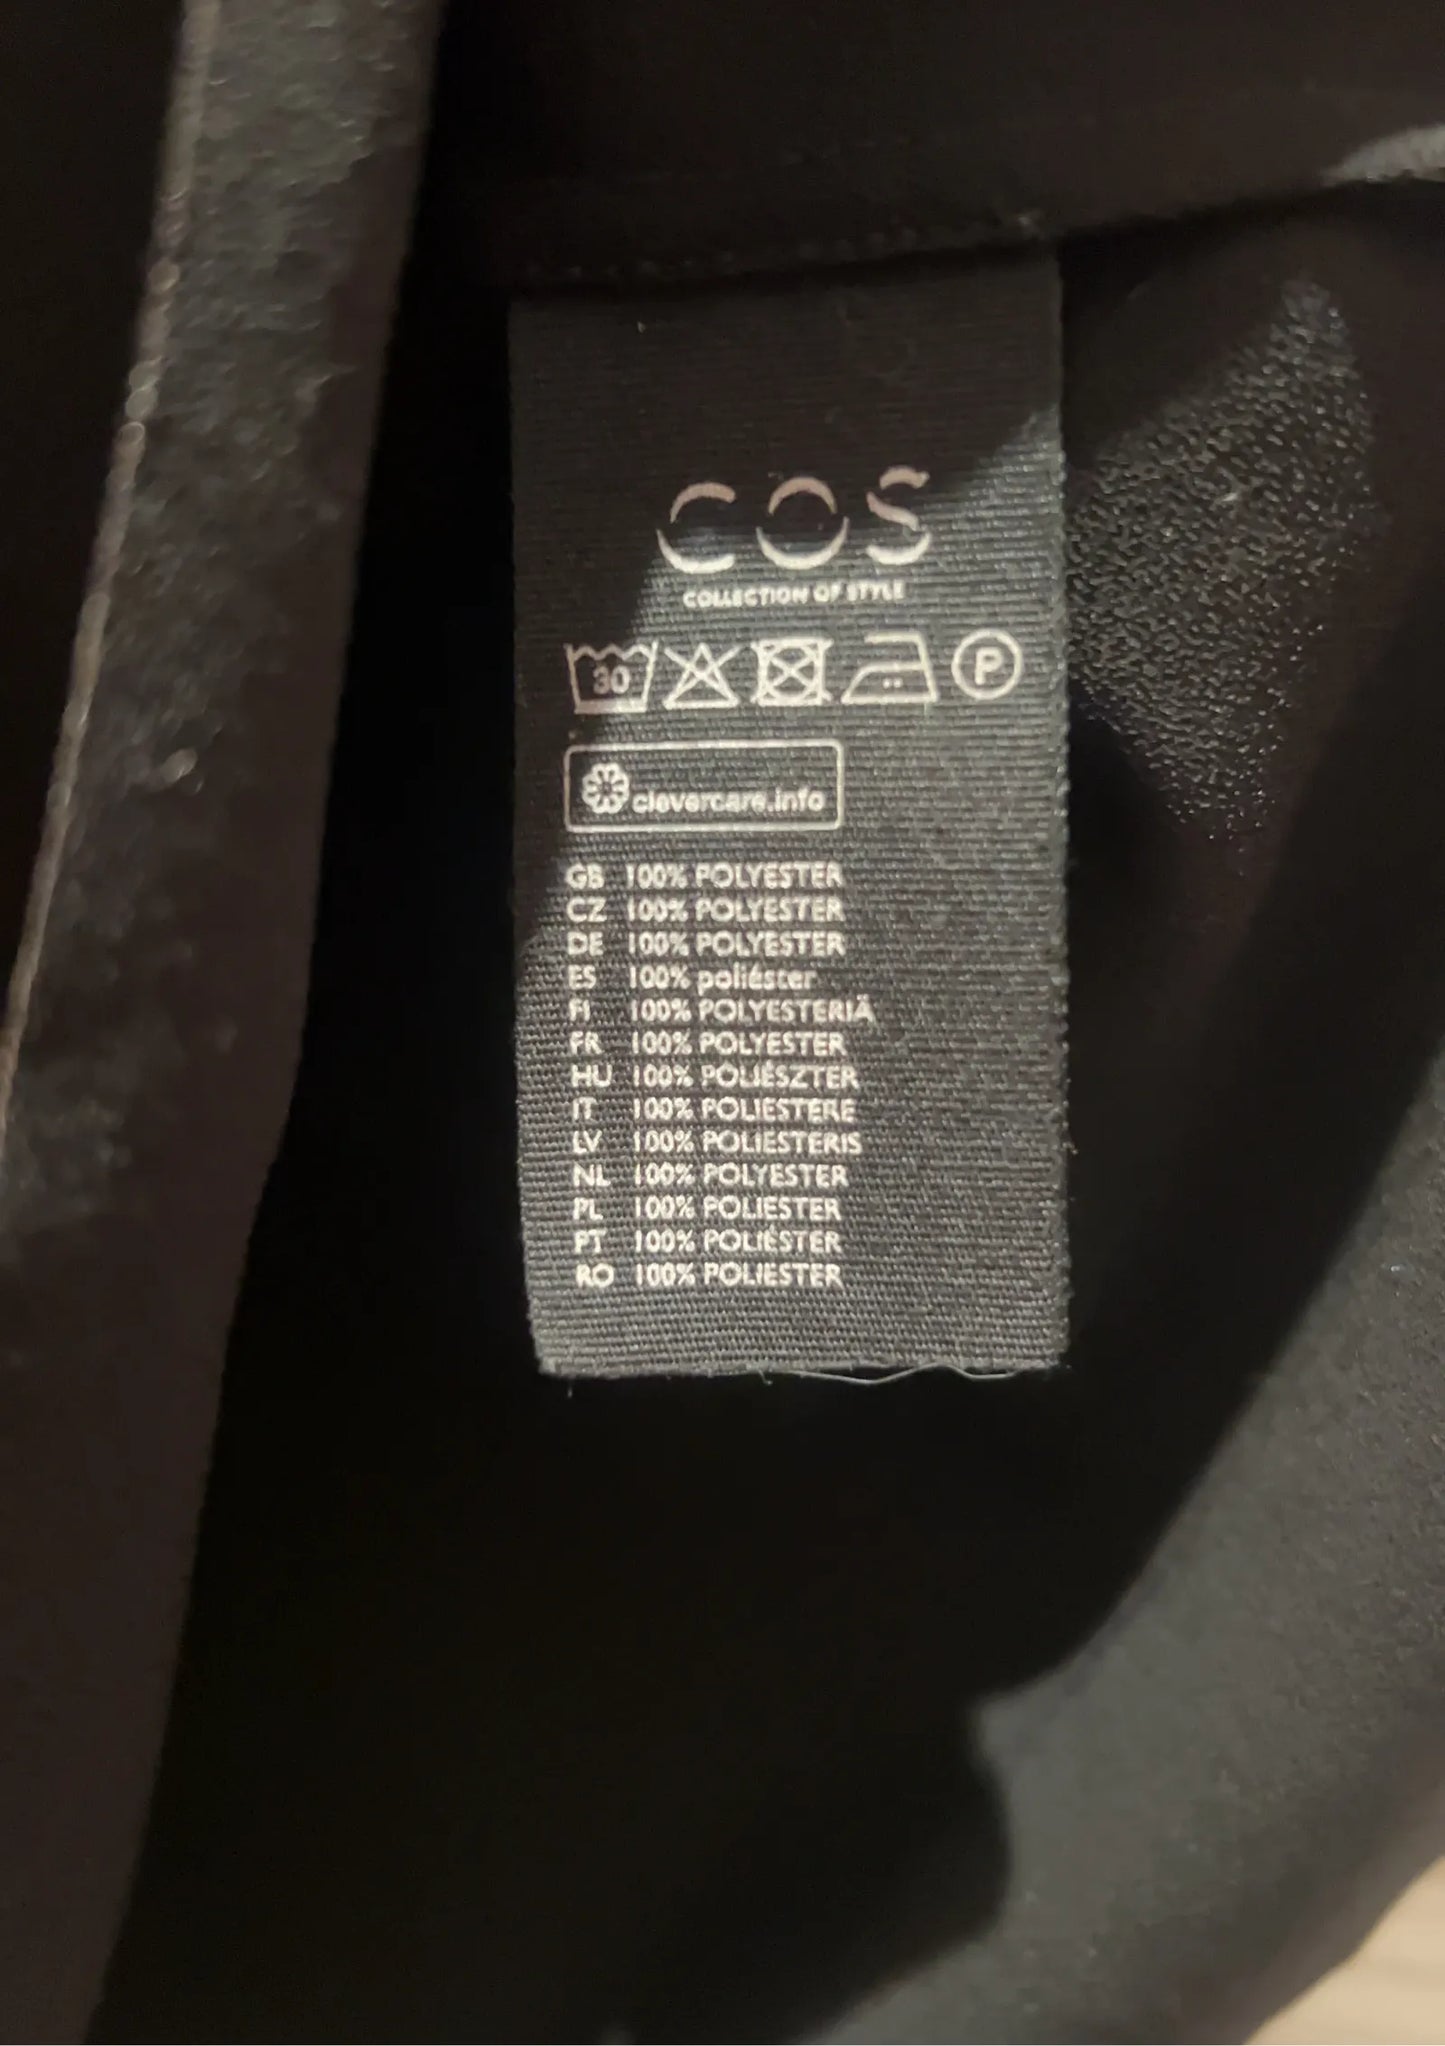 COS
COLLECTION OF STYLE
30 P
clevercare.info
GB 100% POLYESTER
CZ 100% POLYESTER
DE 100% POLYESTER
ES 100% poliéster
FI 100% POLYESTERIÄ
FR 100% POLYESTER
HU 100% POLIÉSZTER
IT 100% POLIESTERE
LV 100% POLIESTERIS
NL 100% POLYESTER
PL 100% POLIESTER
PT 100% POLIÉSTER
RO 100% POLIESTER